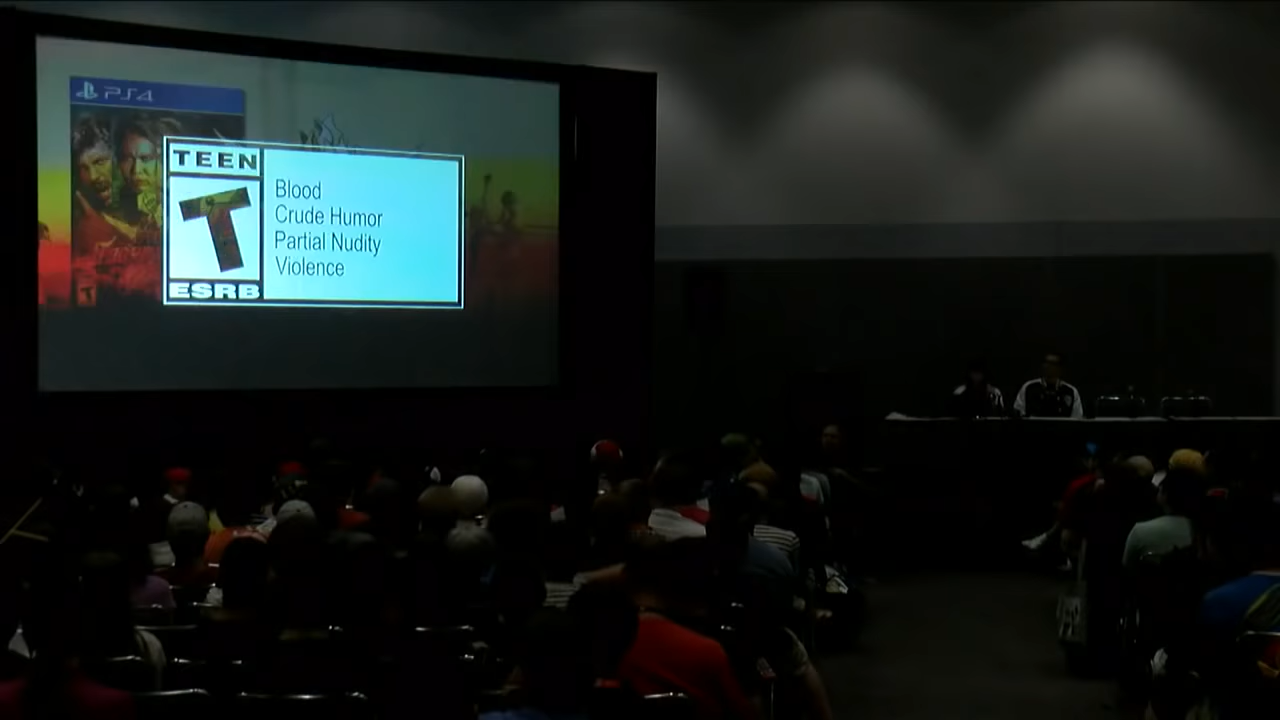 PS4
TEEN
T
ESRB
Blood
Crude Humor
Partial Nudity
Violence
T